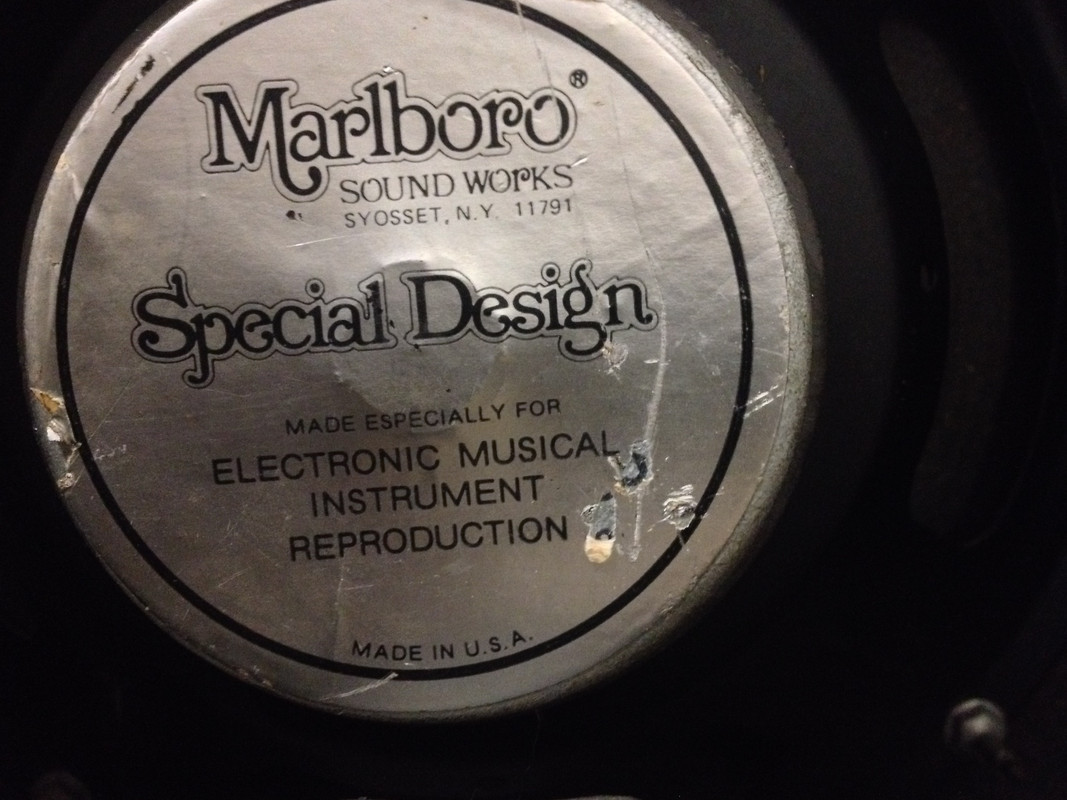 Marlboro®
SOUND WORKS
SYOSSET, N.Y. 11791
Special Design
MADE ESPECIALLY FOR
ELECTRONIC MUSICAL
INSTRUMENT
REPRODUCTION
MADE IN U.S.A.